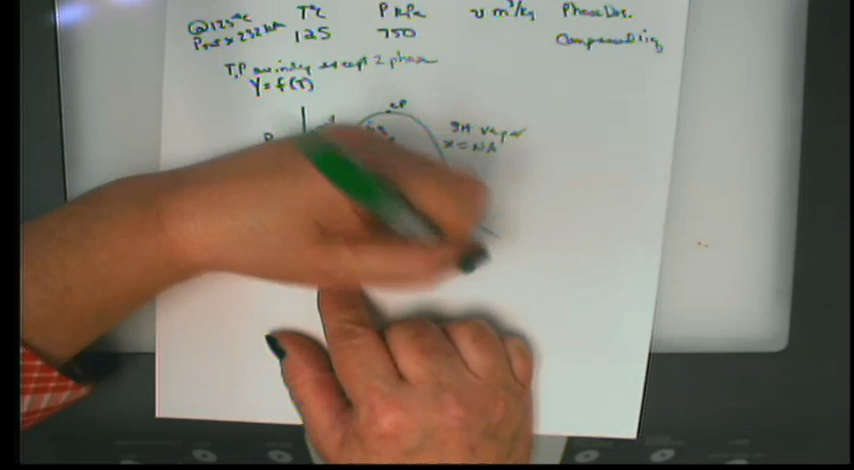 @125°C T°C P kPa v m³/kg Phase Des.
Psat = 232 kPa 125 750 Compressed liq
T,P are indep except 2 phase
Y = f(T)
CP
P SH vapor
x = NA